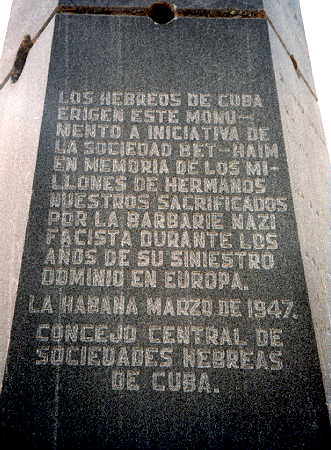 LOS HEBREOS DE CUBA
ERIGEN ESTE MONU-
MENTO A INICIATIVA DE
LA SOCIEDAD BET-HAIM
EN MEMORIA DE LOS MI-
LLONES DE HERMANOS
NUESTROS SACRIFICADOS
POR LA BARBARIE NAZI
FACISTA DURANTE LOS
AÑOS DE SU SINIESTRO
DOMINIO EN EUROPA.
LA HABANA MARZO DE 1947.
CONCEJO CENTRAL DE
SOCIEDADES HEBREAS
DE CUBA.